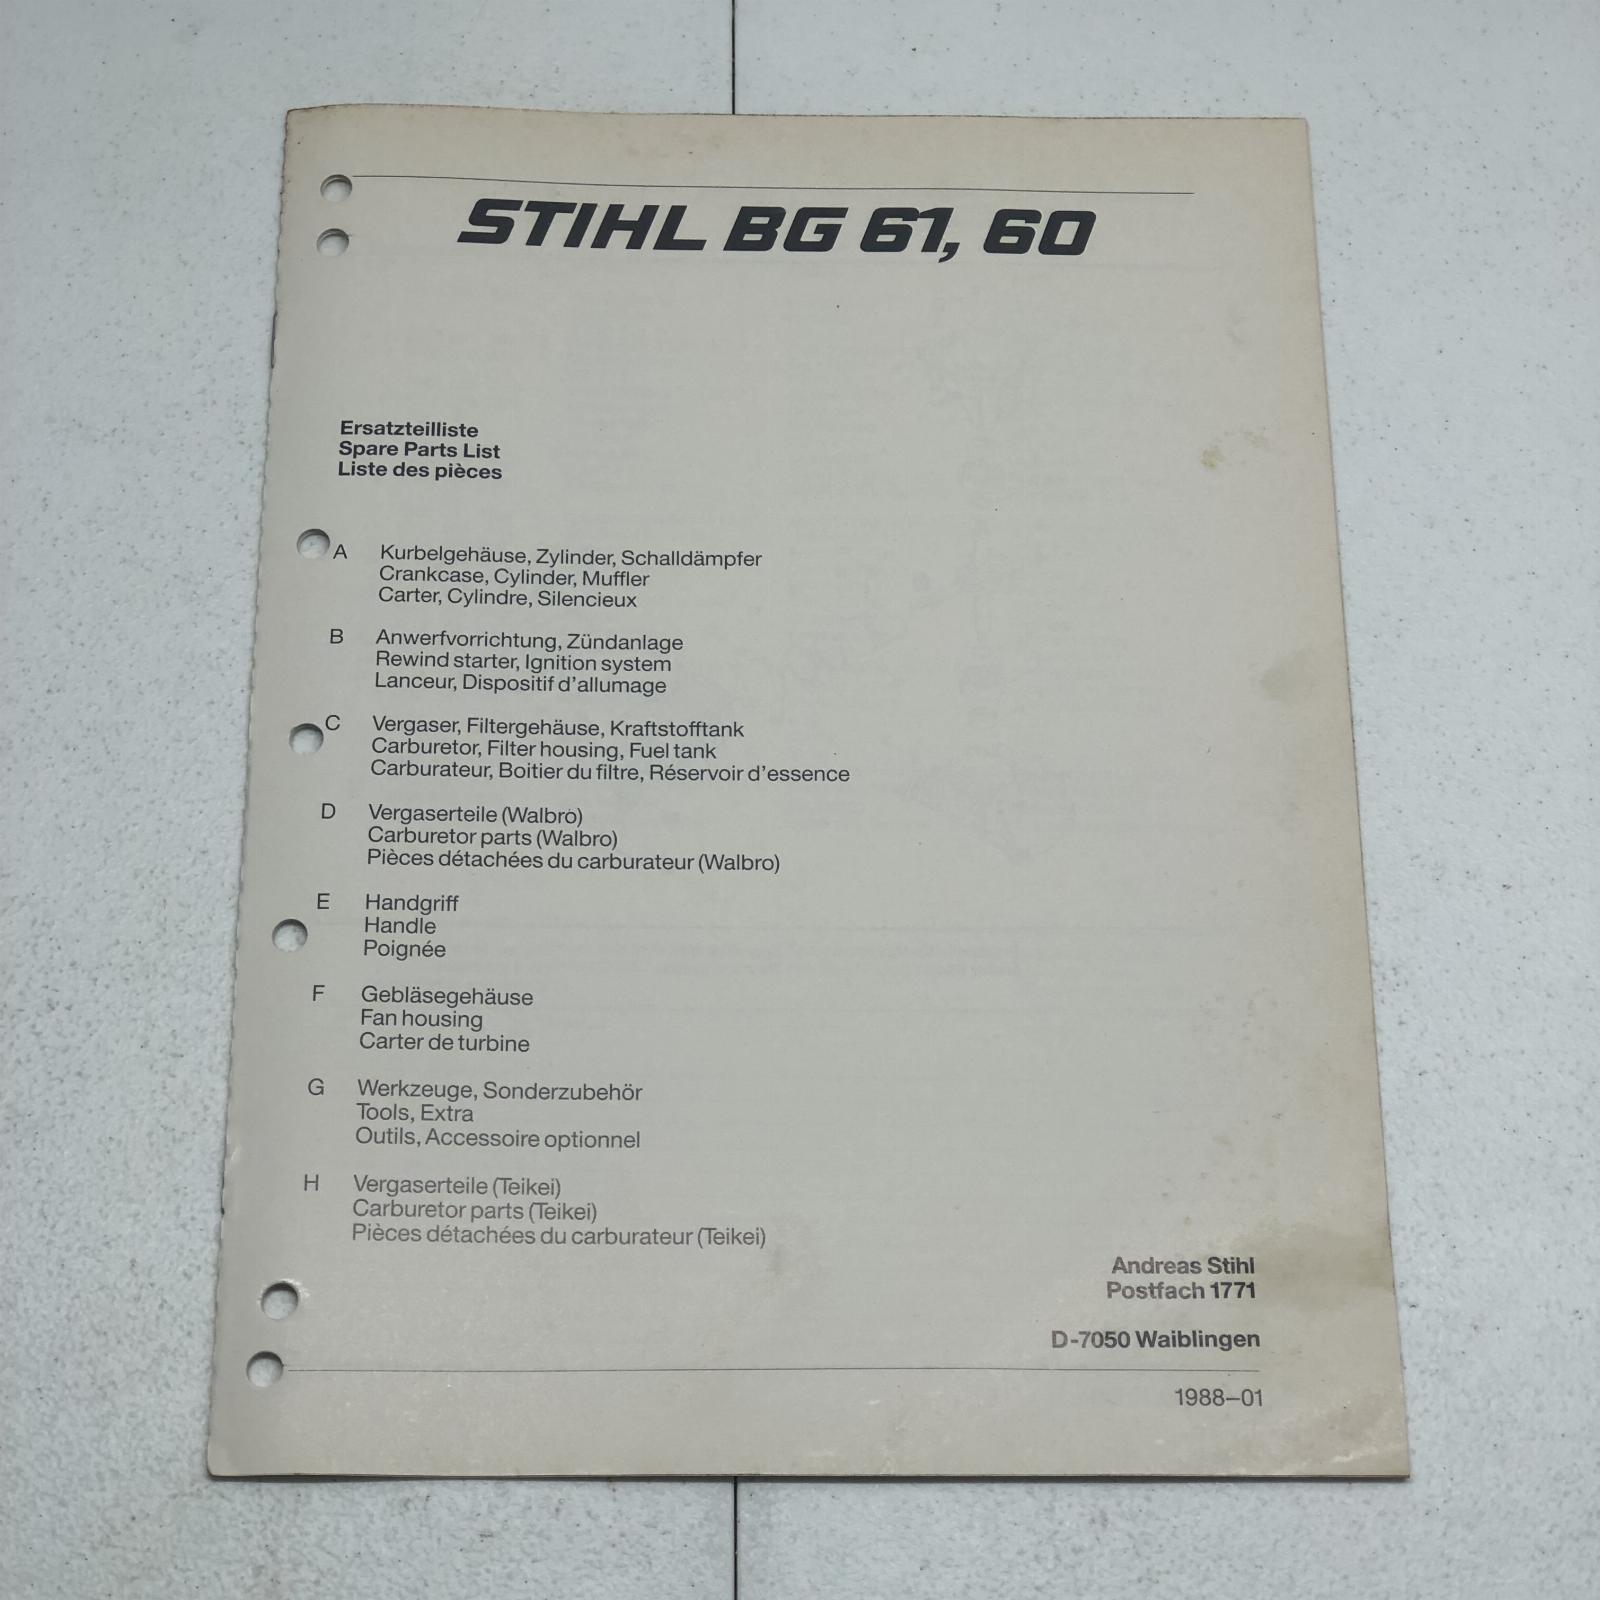 STIHL BG 61, 60
Ersatzteilliste
Spare Parts List
Liste des pièces
A Kurbelgehäuse, Zylinder, Schalldämpfer
Crankcase, Cylinder, Muffler
Carter, Cylindre, Silencieux
B Anwerfvorrichtung, Zündanlage
Rewind starter, Ignition system
Lanceur, Dispositif d'allumage
C Vergaser, Filtergehäuse, Kraftstofftank
Carburetor, Filter housing, Fuel tank
Carburateur, Boitier du filtre, Réservoir d'essence
D Vergaserteile (Walbro)
Carburetor parts (Walbro)
Pièces détachées du carburateur (Walbro)
E Handgriff
Handle
Poignée
F Gebläsegehäuse
Fan housing
Carter de turbine
G Werkzeuge, Sonderzubehör
Tools, Extra
Outils, Accessoire optionnel
H Vergaserteile (Teikei)
Carburetor parts (Teikei)
Pièces détachées du carburateur (Teikei)
Andreas Stihl
Postfach 1771
D-7050 Waiblingen
1988–01